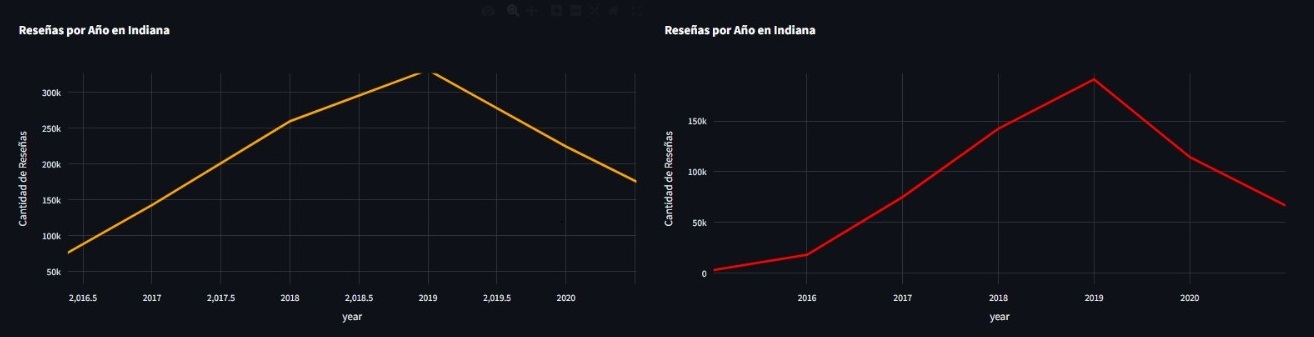 Reseñas por Año en Indiana
300k
250k
200k
150k
100k
50k
Cantidad de Reseñas
2,016.5 2017 2,017.5 2018 2,018.5 2019 2,019.5 2020
year
Reseñas por Año en Indiana
150k
100k
50k
0
Cantidad de Reseñas
2016 2017 2018 2019 2020
year